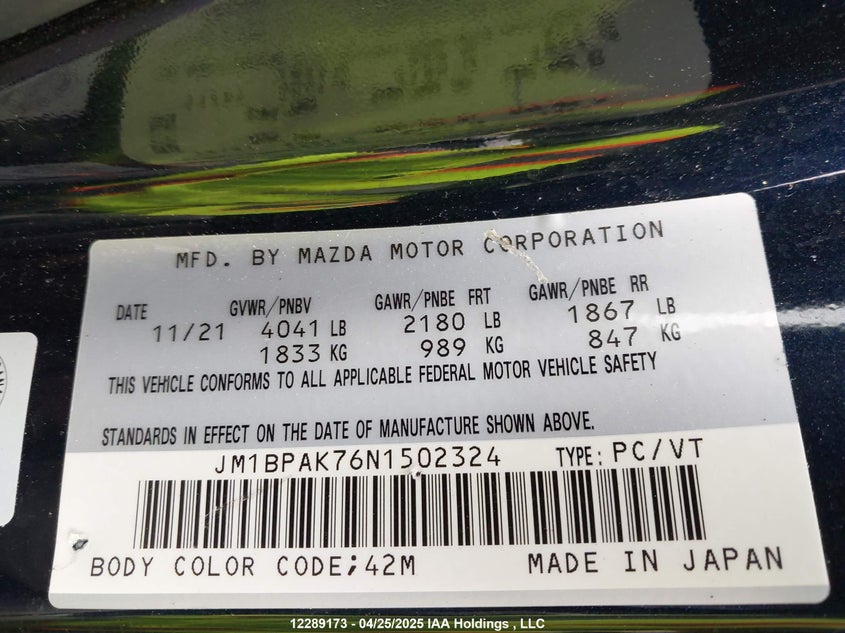 MFD. BY MAZDA MOTOR CORPORATION
DATE GVWR/PNBV GAWR/PNBE FRT GAWR/PNBE RR
11/21 4041 LB 2180 LB 1867 LB
1833 KG 989 KG 847 KG
THIS VEHICLE CONFORMS TO ALL APPLICABLE FEDERAL MOTOR VEHICLE SAFETY
STANDARDS IN EFFECT ON THE DATE OF MANUFACTURE SHOWN ABOVE.
JM1BPAK76N1502324 TYPE: PC/VT
BODY COLOR CODE;42M MADE IN JAPAN
12289173 - 04/25/2025 IAA Holdings , LLC